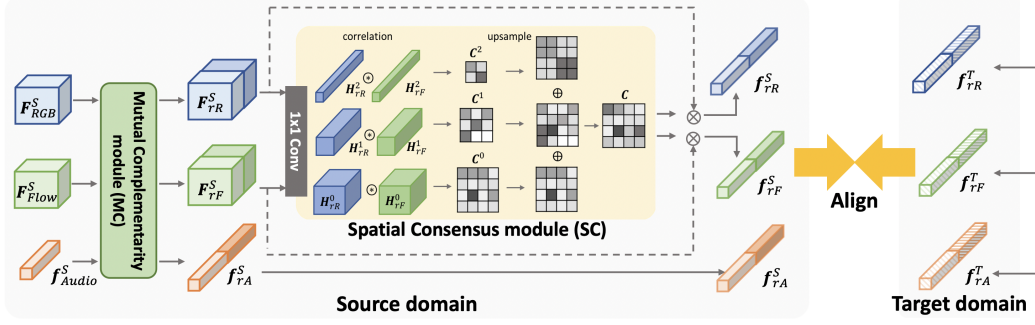 F^S_RGB
F^S_Flow
f^S_Audio
Mutual Complementarity
module (MC)
F^S_rR
F^S_rF
f^S_rA
1x1 Conv
correlation
upsample
H^2_rR
H^2_rF
C^2
H^1_rR
H^1_rF
C^1
C
H^0_rR
H^0_rF
C^0
Spatial Consensus module (SC)
f^S_rR
f^S_rF
f^S_rA
Source domain
Align
f^T_rR
f^T_rF
f^T_rA
Target domain